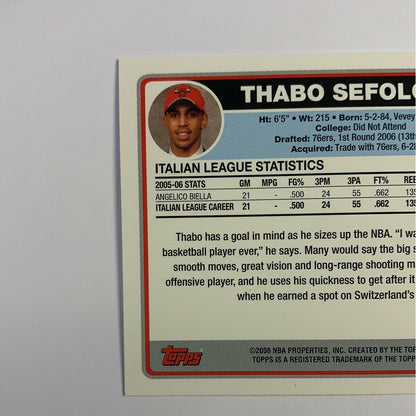 THABO SEFOLO
Ht: 6'5" • Wt: 215 • Born: 5-2-84, Vevey
College: Did Not Attend
Drafted: 76ers, 1st Round 2006 (13th
Acquired: Trade with 76ers, 6-28
ITALIAN LEAGUE STATISTICS
2005-06 STATS GM MPG FG% 3PM 3PA FT% REB
ANGELICO BIELLA 21 - .500 24 55 .662 135
ITALIAN LEAGUE CAREER 21 - .500 24 55 .662 135
Thabo has a goal in mind as he sizes up the NBA. "I wa
basketball player ever," he says. Many would say the big s
smooth moves, great vision and long-range shooting m
offensive player, and he uses his quickness to get after it
when he earned a spot on Switzerland's
Topps
©2006 NBA PROPERTIES, INC. CREATED BY THE TOP
TOPPS IS A REGISTERED TRADEMARK OF THE TOPP